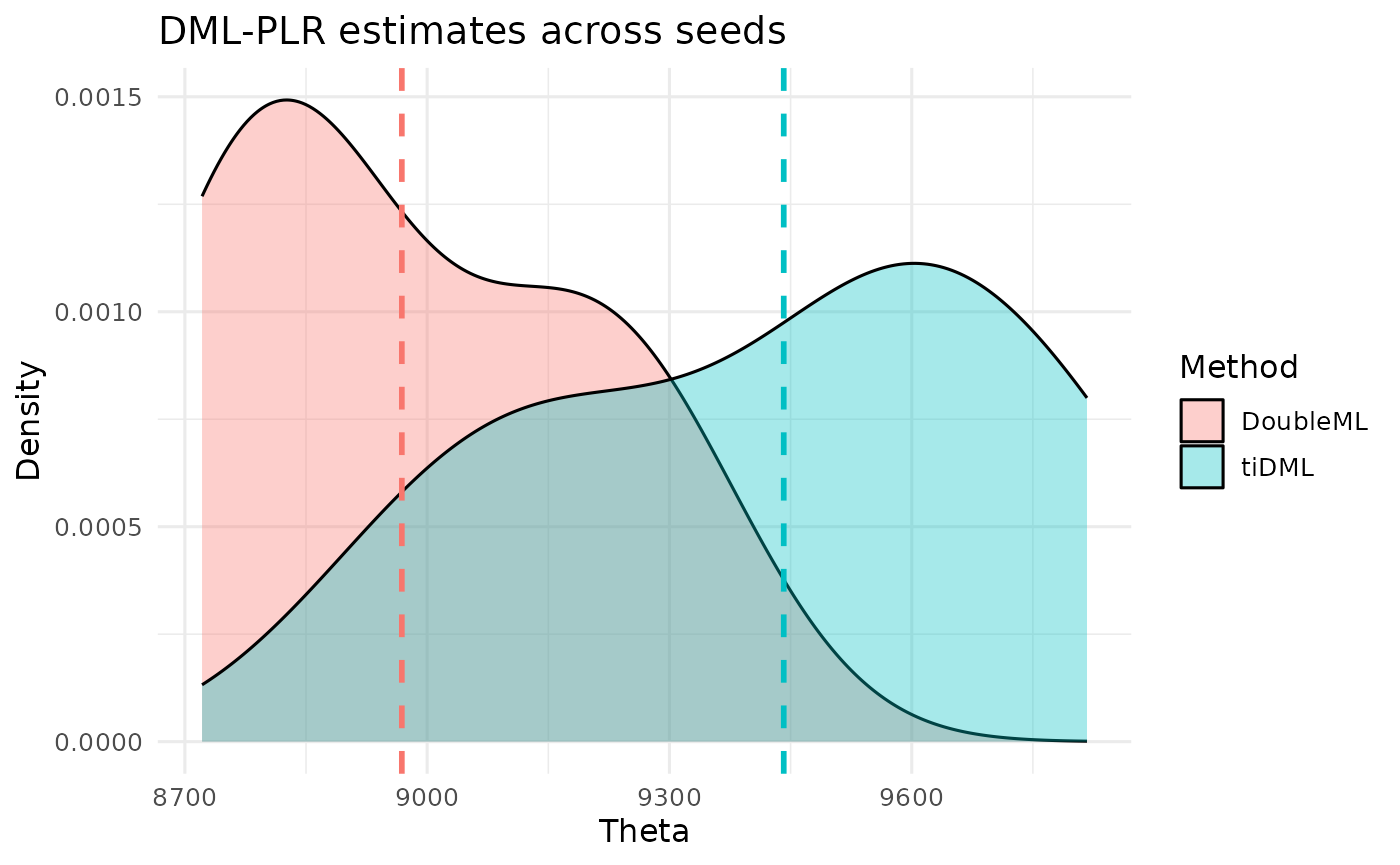 DML-PLR estimates across seeds
0.0015
0.0010
0.0005
0.0000
Density
8700 9000 9300 9600
Theta
Method
DoubleML
tiDML